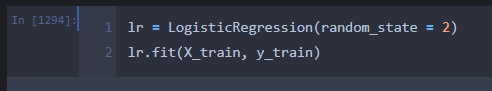 In [1294]:
1 lr = LogisticRegression(random_state = 2)
2 lr.fit(X_train, y_train)